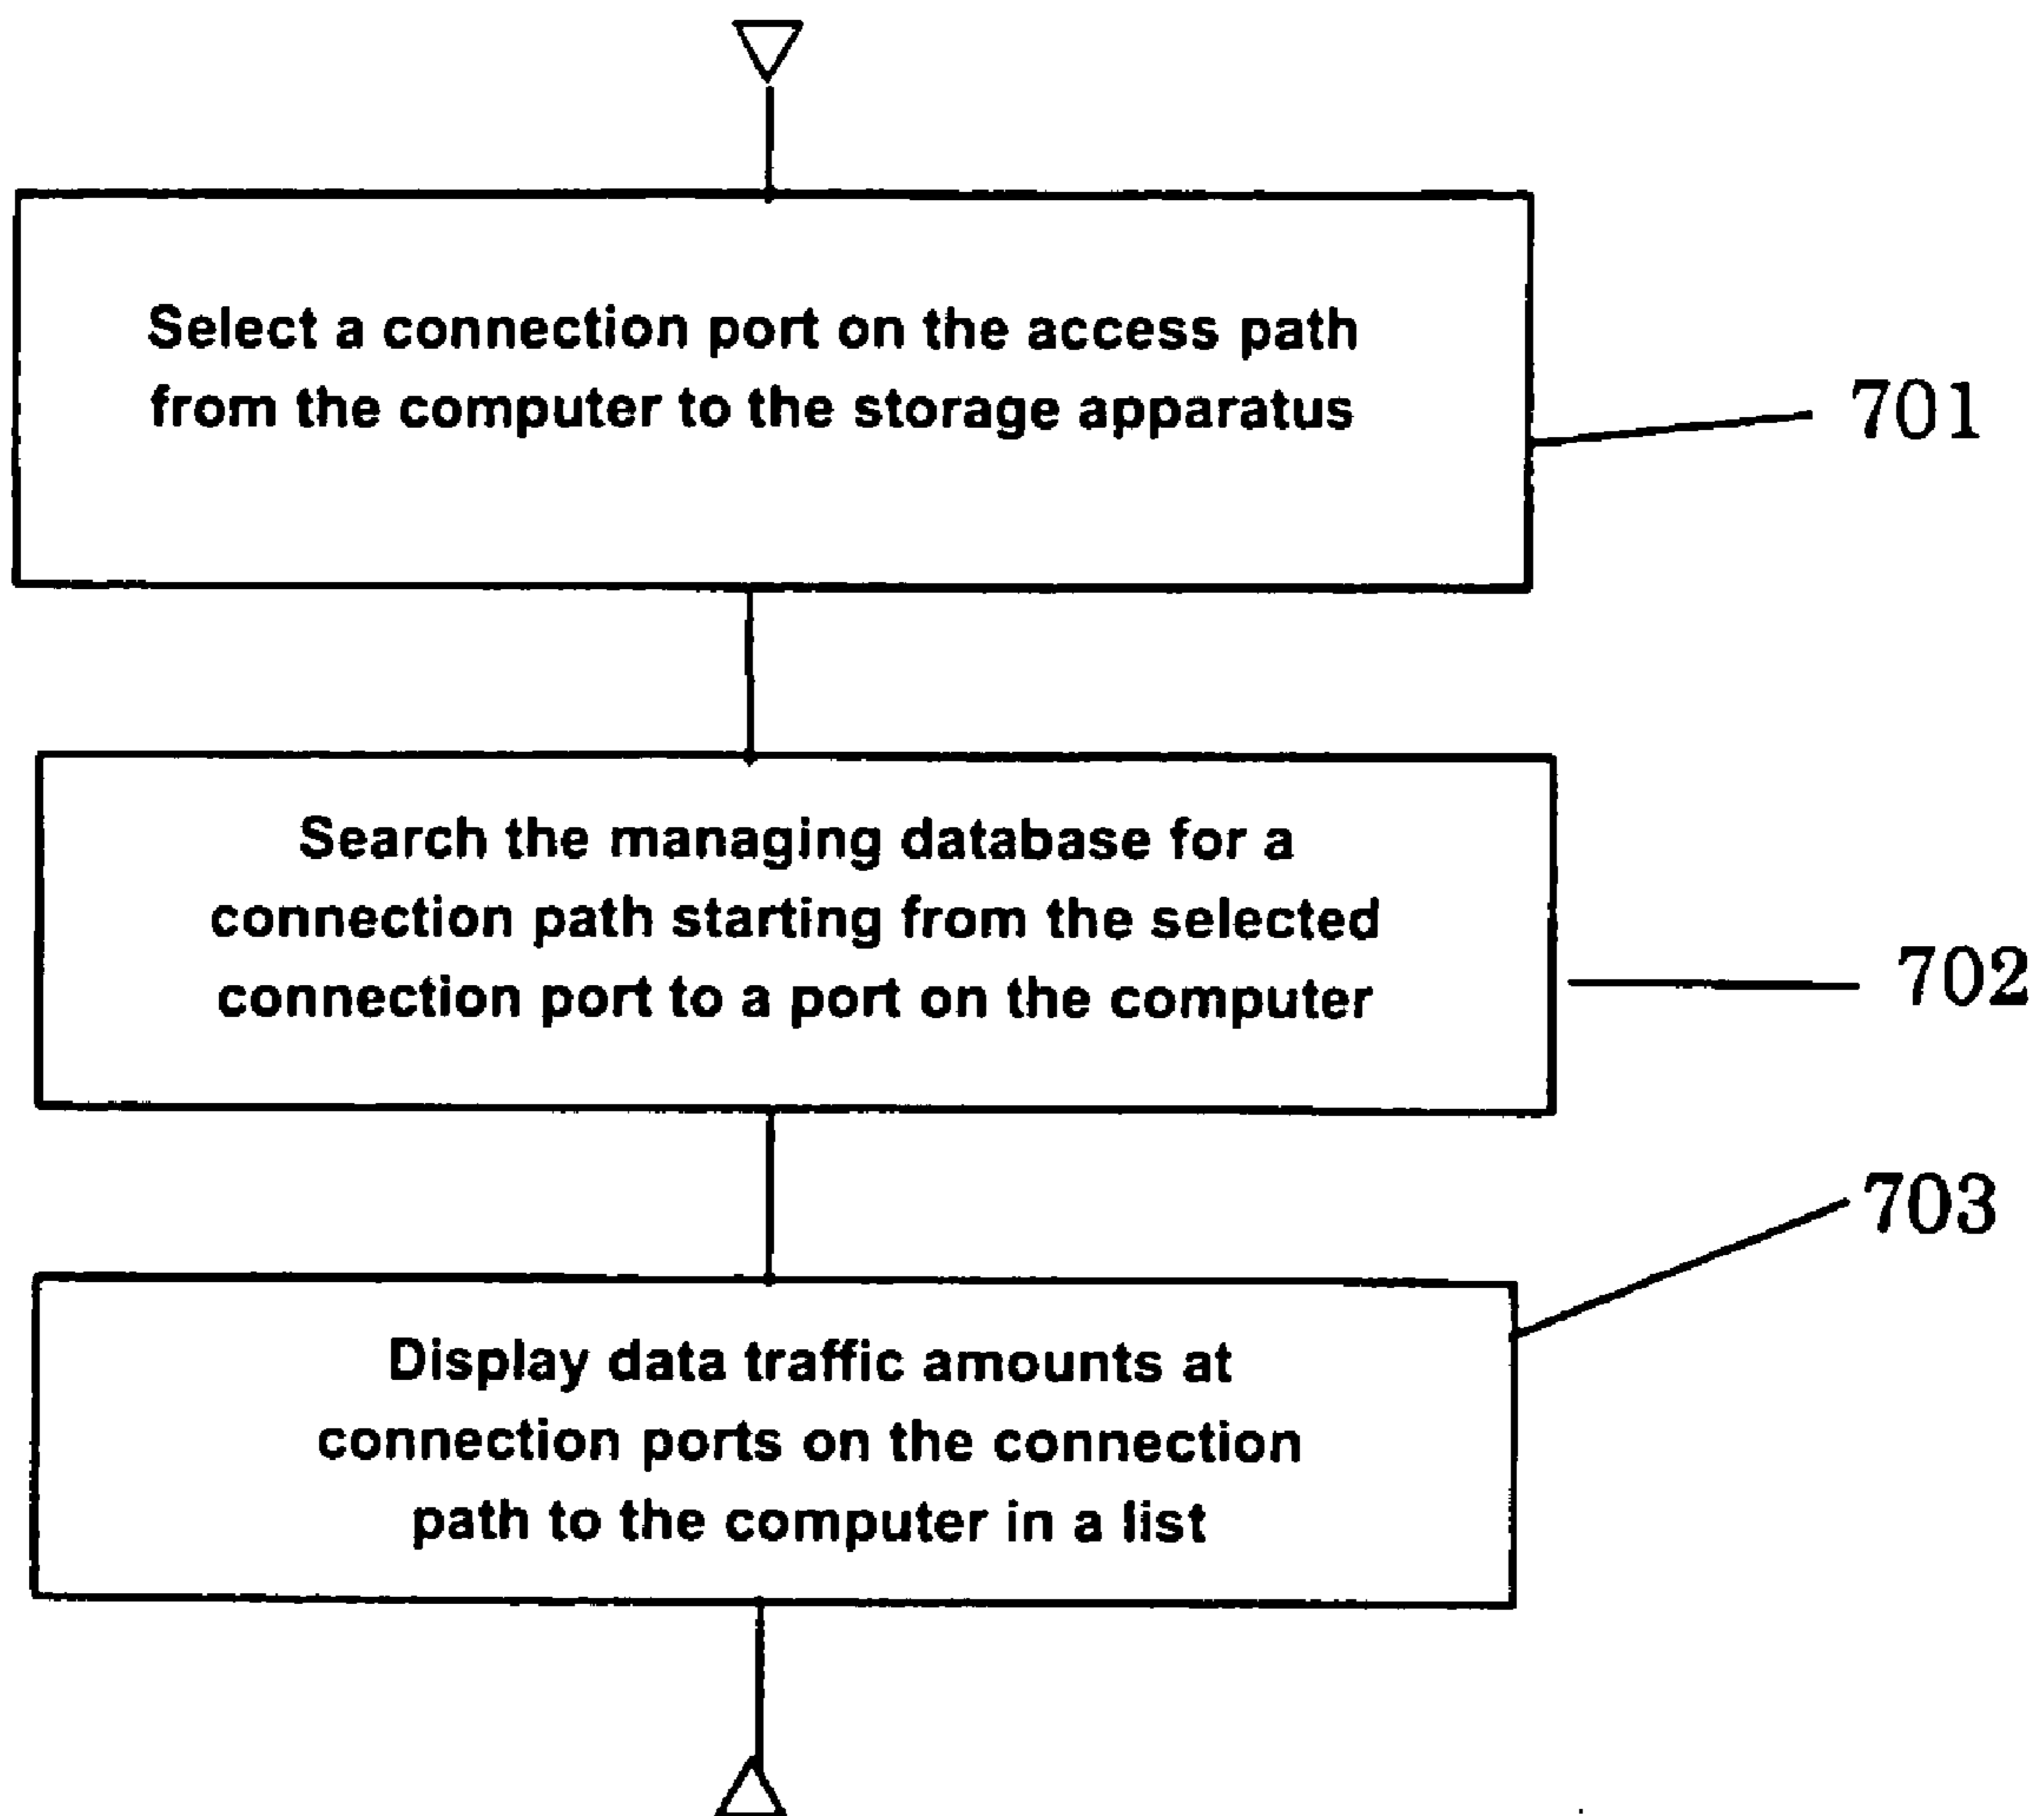 Select a connection port on the access path
from the computer to the storage apparatus
701
Search the managing database for a
connection path starting from the selected
connection port to a port on the computer
702
703
Display data traffic amounts at
connection ports on the connection
path to the computer in a list